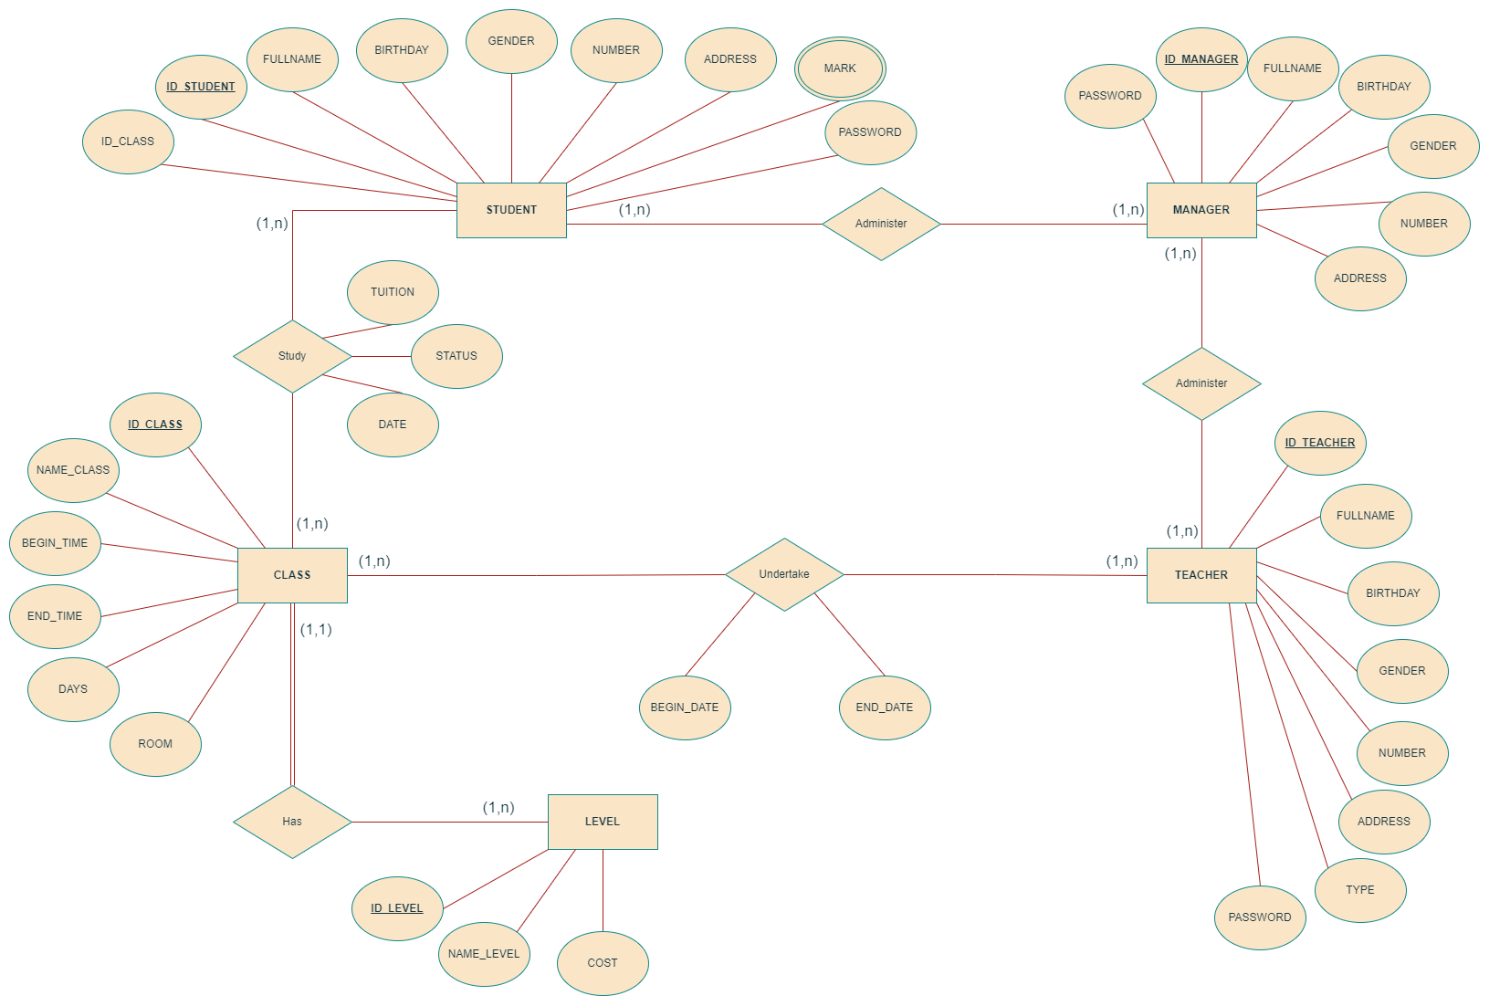 GENDER
BIRTHDAY
NUMBER
FULLNAME
ADDRESS
MARK
ID_STUDENT
ID_CLASS
PASSWORD
STUDENT
(1,n)
(1,n)
Administer
(1,n)
ID_MANAGER
FULLNAME
PASSWORD
BIRTHDAY
GENDER
MANAGER
NUMBER
(1,n)
ADDRESS
TUITION
Study
STATUS
DATE
Administer
ID_CLASS
NAME_CLASS
BEGIN_TIME
END_TIME
DAYS
ROOM
(1,n)
CLASS
(1,n)
(1,1)
Undertake
BEGIN_DATE
END_DATE
(1,n)
(1,n)
TEACHER
ID_TEACHER
FULLNAME
BIRTHDAY
GENDER
NUMBER
ADDRESS
TYPE
PASSWORD
Has
(1,n)
LEVEL
ID_LEVEL
NAME_LEVEL
COST